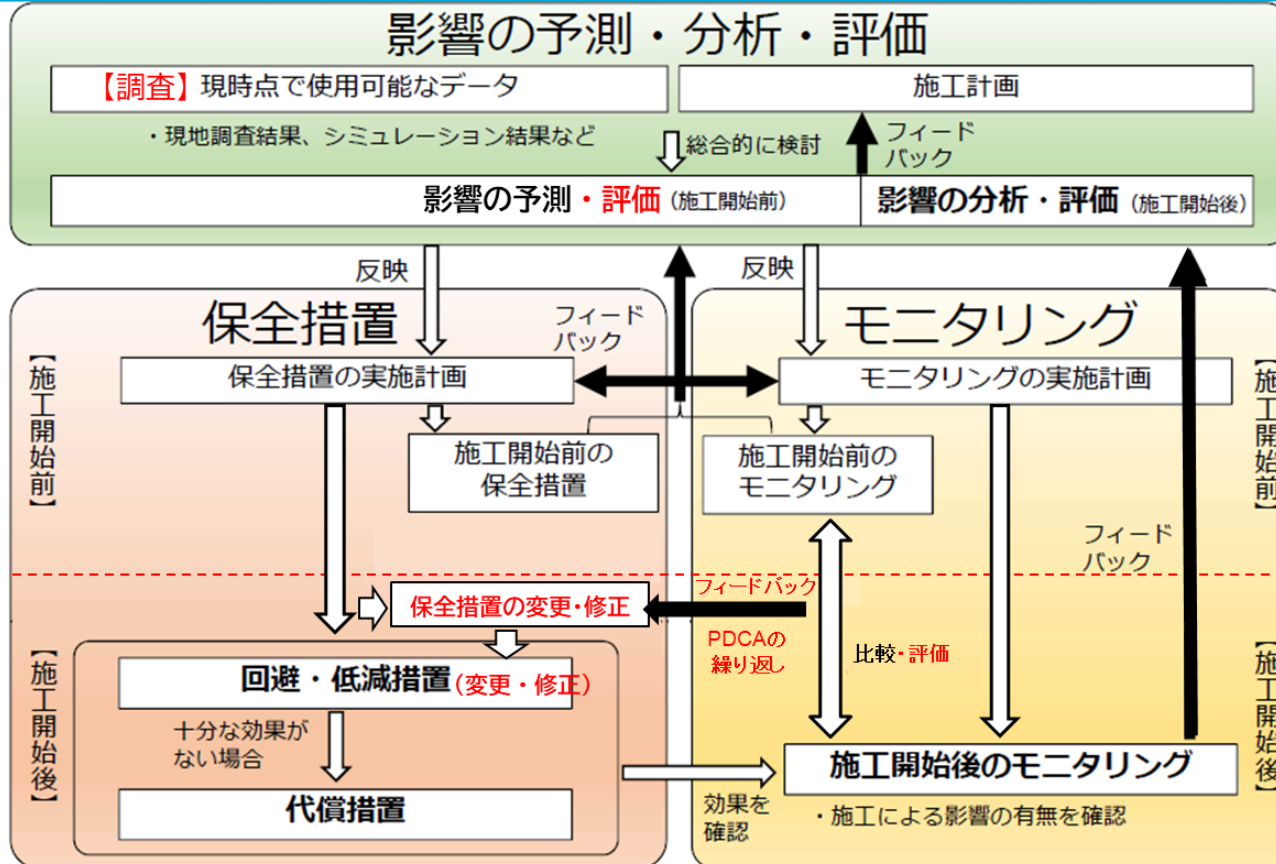 影響の予測・分析・評価
【調査】現時点で使用可能なデータ
施工計画
・現地調査結果、シミュレーション結果など
総合的に検討
フィード
バック
影響の予測・評価（施工開始前）
影響の分析・評価（施工開始後）
反映
反映
保全措置
フィード
バック
モニタリング
【施工開始前】
保全措置の実施計画
モニタリングの実施計画
【施工開始前】
施工開始前の
保全措置
施工開始前の
モニタリング
フィード
バック
保全措置の変更・修正
フィードバック
PDCAの
繰り返し
比較・評価
【施工開始後】
回避・低減措置（変更・修正）
十分な効果が
ない場合
代償措置
効果を
確認
施工開始後のモニタリング
・施工による影響の有無を確認
【施工開始後】